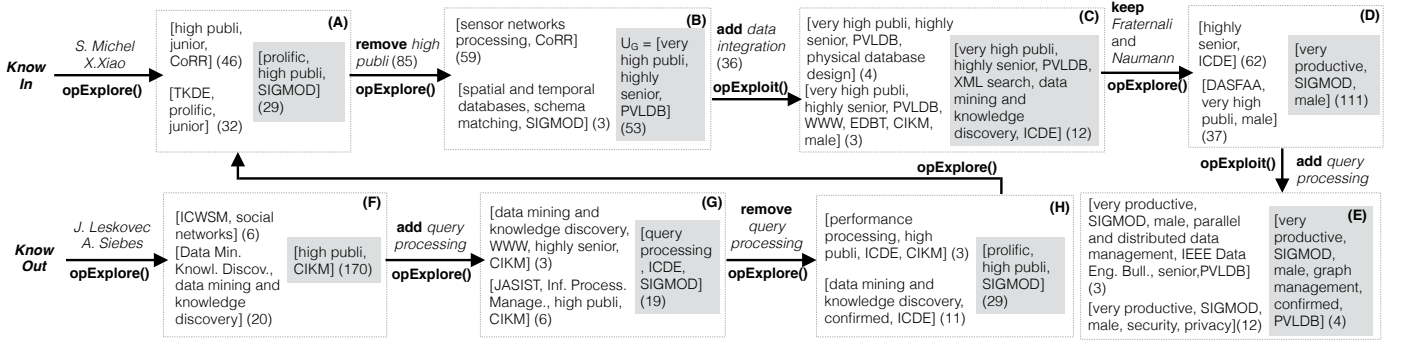 Know
In
S. Michel
X.Xiao
opExplore()
(A)
[high publi,
junior,
CoRR] (46)
[TKDE,
prolific,
junior] (32)
[prolific,
high publi,
SIGMOD]
(29)
remove high
publi (85)
opExplore()
(B)
[sensor networks
processing, CoRR]
(59)
[spatial and temporal
databases, schema
matching, SIGMOD] (3)
UG = [very
high publi,
highly
senior,
PVLDB]
(53)
add data
integration
(36)
opExploit()
(C)
[very high publi, highly
senior, PVLDB,
physical database
design] (4)
[very high publi,
highly senior, PVLDB,
WWW, EDBT, CIKM,
male] (3)
[very high publi,
highly senior, PVLDB,
XML search, data
mining and
knowledge
discovery, ICDE] (12)
keep
Fraternali
and
Naumann
opExplore()
(D)
[highly
senior,
ICDE] (62)
[DASFAA,
very high
publi, male]
(37)
[very
productive,
SIGMOD,
male] (111)
opExploit()
add query
processing
opExplore()
Know
Out
J. Leskovec
A. Siebes
opExplore()
(F)
[ICWSM, social
networks] (6)
[Data Min.
Knowl. Discov.,
data mining and
knowledge
discovery] (20)
[high publi,
CIKM] (170)
add query
processing
opExplore()
(G)
[data mining and
knowledge discovery,
WWW, highly senior,
CIKM] (3)
[JASIST, Inf. Process.
Manage., high publi,
CIKM] (6)
[query
processing
, ICDE,
SIGMOD]
(19)
remove
query
processing
opExplore()
(H)
[performance
processing, high
publi, ICDE, CIKM] (3)
[data mining and
knowledge discovery,
confirmed, ICDE] (11)
[prolific,
high publi,
SIGMOD]
(29)
(E)
[very productive,
SIGMOD, male, parallel
and distributed data
management, IEEE Data
Eng. Bull., senior,PVLDB]
(3)
[very productive, SIGMOD,
male, security, privacy](12)
[very
productive,
SIGMOD,
male, graph
management,
confirmed,
PVLDB] (4)